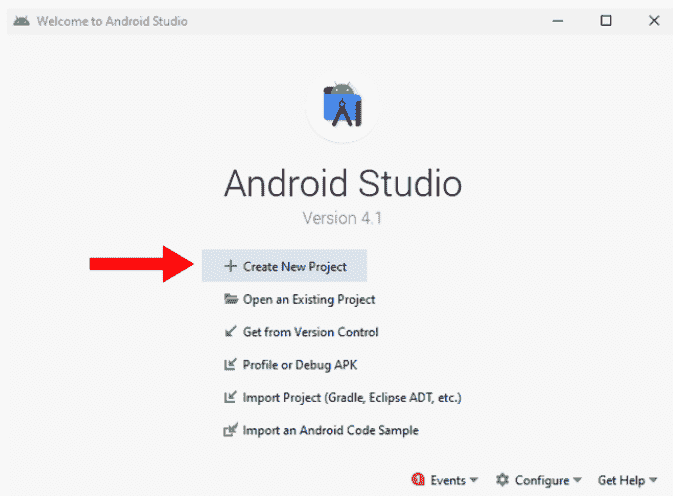 Welcome to Android Studio
Android Studio
Version 4.1
Create New Project
Open an Existing Project
Get from Version Control
Profile or Debug APK
Import Project (Gradle, Eclipse ADT, etc.)
Import an Android Code Sample
1 Events Configure Get Help